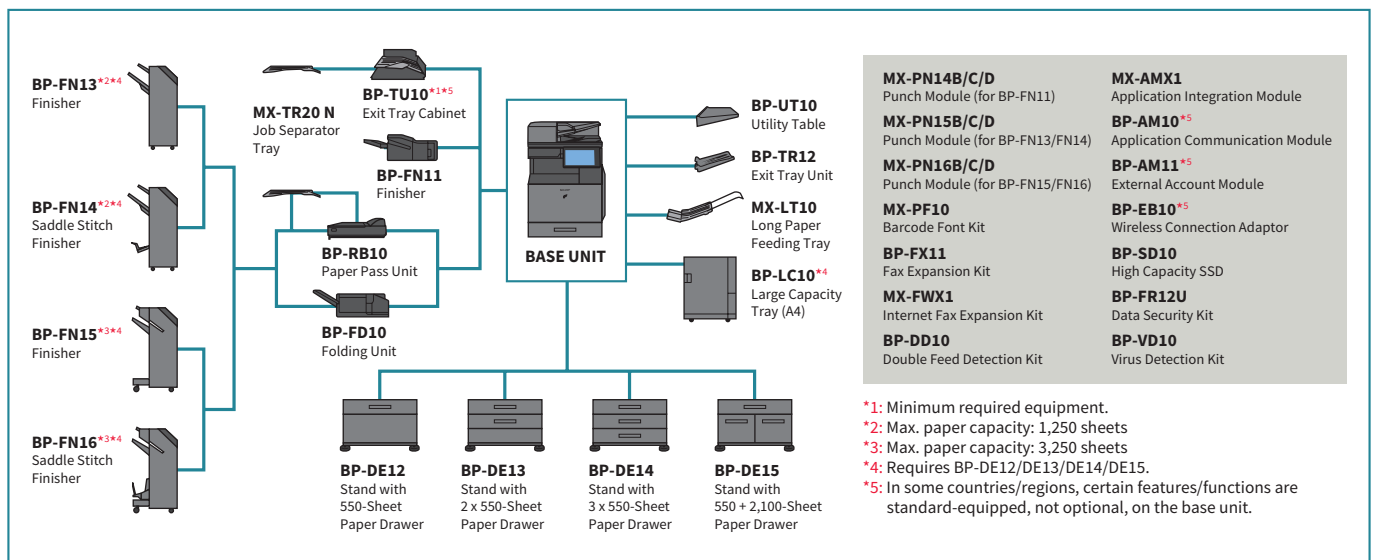 BP-FN13*2*4
Finisher
BP-FN14*2*4
Saddle Stitch
Finisher
BP-FN15*3*4
Finisher
BP-FN16*3*4
Saddle Stitch
Finisher
MX-TR20 N
Job Separator
Tray
BP-TU10*1*5
Exit Tray Cabinet
BP-FN11
Finisher
BP-RB10
Paper Pass Unit
BP-FD10
Folding Unit
BASE UNIT
BP-UT10
Utility Table
BP-TR12
Exit Tray Unit
MX-LT10
Long Paper
Feeding Tray
BP-LC10*4
Large Capacity
Tray (A4)
BP-DE12
Stand with
550-Sheet
Paper Drawer
BP-DE13
Stand with
2 x 550-Sheet
Paper Drawer
BP-DE14
Stand with
3 x 550-Sheet
Paper Drawer
BP-DE15
Stand with
550 + 2,100-Sheet
Paper Drawer
MX-PN14B/C/D
Punch Module (for BP-FN11)
MX-PN15B/C/D
Punch Module (for BP-FN13/FN14)
MX-PN16B/C/D
Punch Module (for BP-FN15/FN16)
MX-PF10
Barcode Font Kit
BP-FX11
Fax Expansion Kit
MX-FWX1
Internet Fax Expansion Kit
BP-DD10
Double Feed Detection Kit
MX-AMX1
Application Integration Module
BP-AM10*5
Application Communication Module
BP-AM11*5
External Account Module
BP-EB10*5
Wireless Connection Adaptor
BP-SD10
High Capacity SSD
BP-FR12U
Data Security Kit
BP-VD10
Virus Detection Kit
*1: Minimum required equipment.
*2: Max. paper capacity: 1,250 sheets
*3: Max. paper capacity: 3,250 sheets
*4: Requires BP-DE12/DE13/DE14/DE15.
*5: In some countries/regions, certain features/functions are
standard-equipped, not optional, on the base unit.